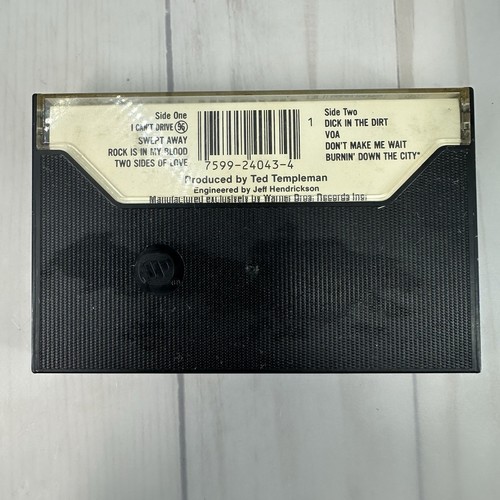 Side One
I CAN'T DRIVE 55
SWEPT AWAY
ROCK IS IN MY BLOOD
TWO SIDES OF LOVE
7599-24043-4
1
Side Two
DICK IN THE DIRT
VOA
DON'T MAKE ME WAIT
BURNIN' DOWN THE CITY*
Produced by Ted Templeman
Engineered by Jeff Hendrickson
Manufactured exclusively by Warner Bros. Records Inc.